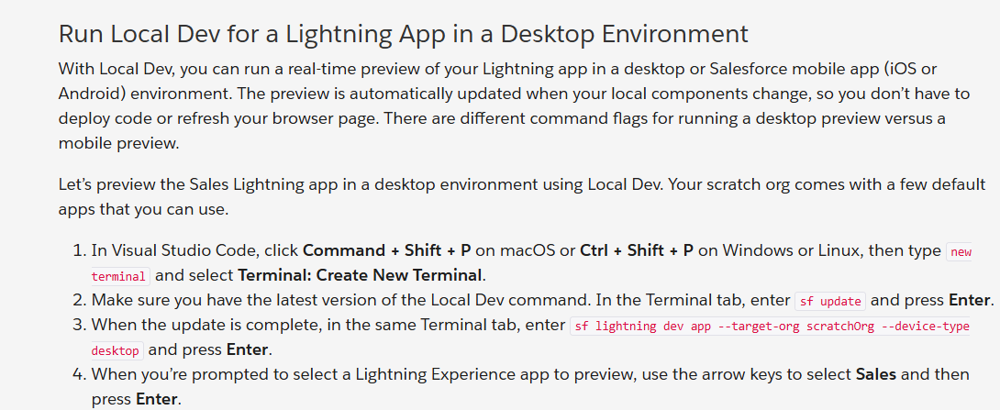 Run Local Dev for a Lightning App in a Desktop Environment
With Local Dev, you can run a real-time preview of your Lightning app in a desktop or Salesforce mobile app (iOS or
Android) environment. The preview is automatically updated when your local components change, so you don’t have to
deploy code or refresh your browser page. There are different command flags for running a desktop preview versus a
mobile preview.
Let’s preview the Sales Lightning app in a desktop environment using Local Dev. Your scratch org comes with a few default
apps that you can use.
1. In Visual Studio Code, click Command + Shift + P on macOS or Ctrl + Shift + P on Windows or Linux, then type new
terminal and select Terminal: Create New Terminal.
2. Make sure you have the latest version of the Local Dev command. In the Terminal tab, enter sf update and press Enter.
3. When the update is complete, in the same Terminal tab, enter sf lightning dev app --target-org scratchOrg --device-type
desktop and press Enter.
4. When you’re prompted to select a Lightning Experience app to preview, use the arrow keys to select Sales and then
press Enter.